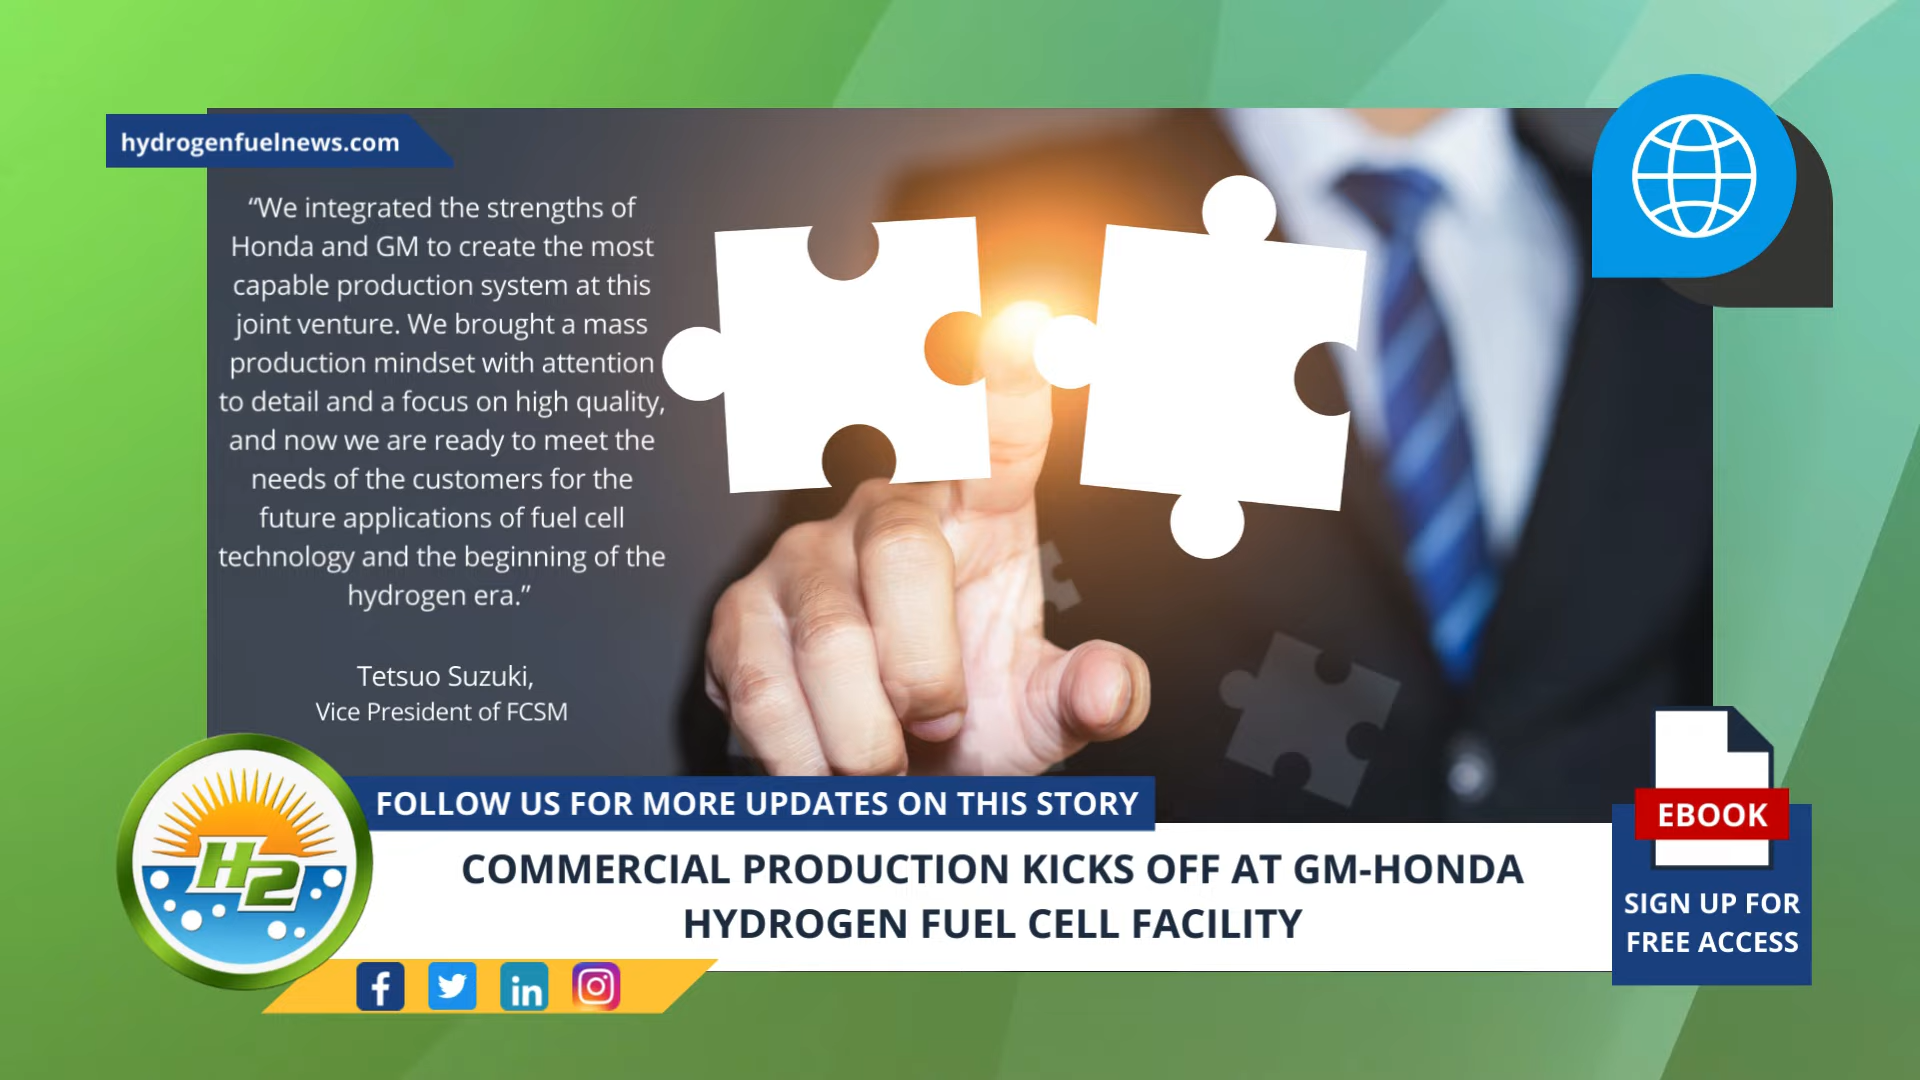 hydrogenfuelnews.com
“We integrated the strengths of
Honda and GM to create the most
capable production system at this
joint venture. We brought a mass
production mindset with attention
to detail and a focus on high quality,
and now we are ready to meet the
needs of the customers for the
future applications of fuel cell
technology and the beginning of the
hydrogen era.”
Tetsuo Suzuki,
Vice President of FCSM
FOLLOW US FOR MORE UPDATES ON THIS STORY
H2
COMMERCIAL PRODUCTION KICKS OFF AT GM-HONDA
HYDROGEN FUEL CELL FACILITY
EBOOK
SIGN UP FOR
FREE ACCESS
f
in